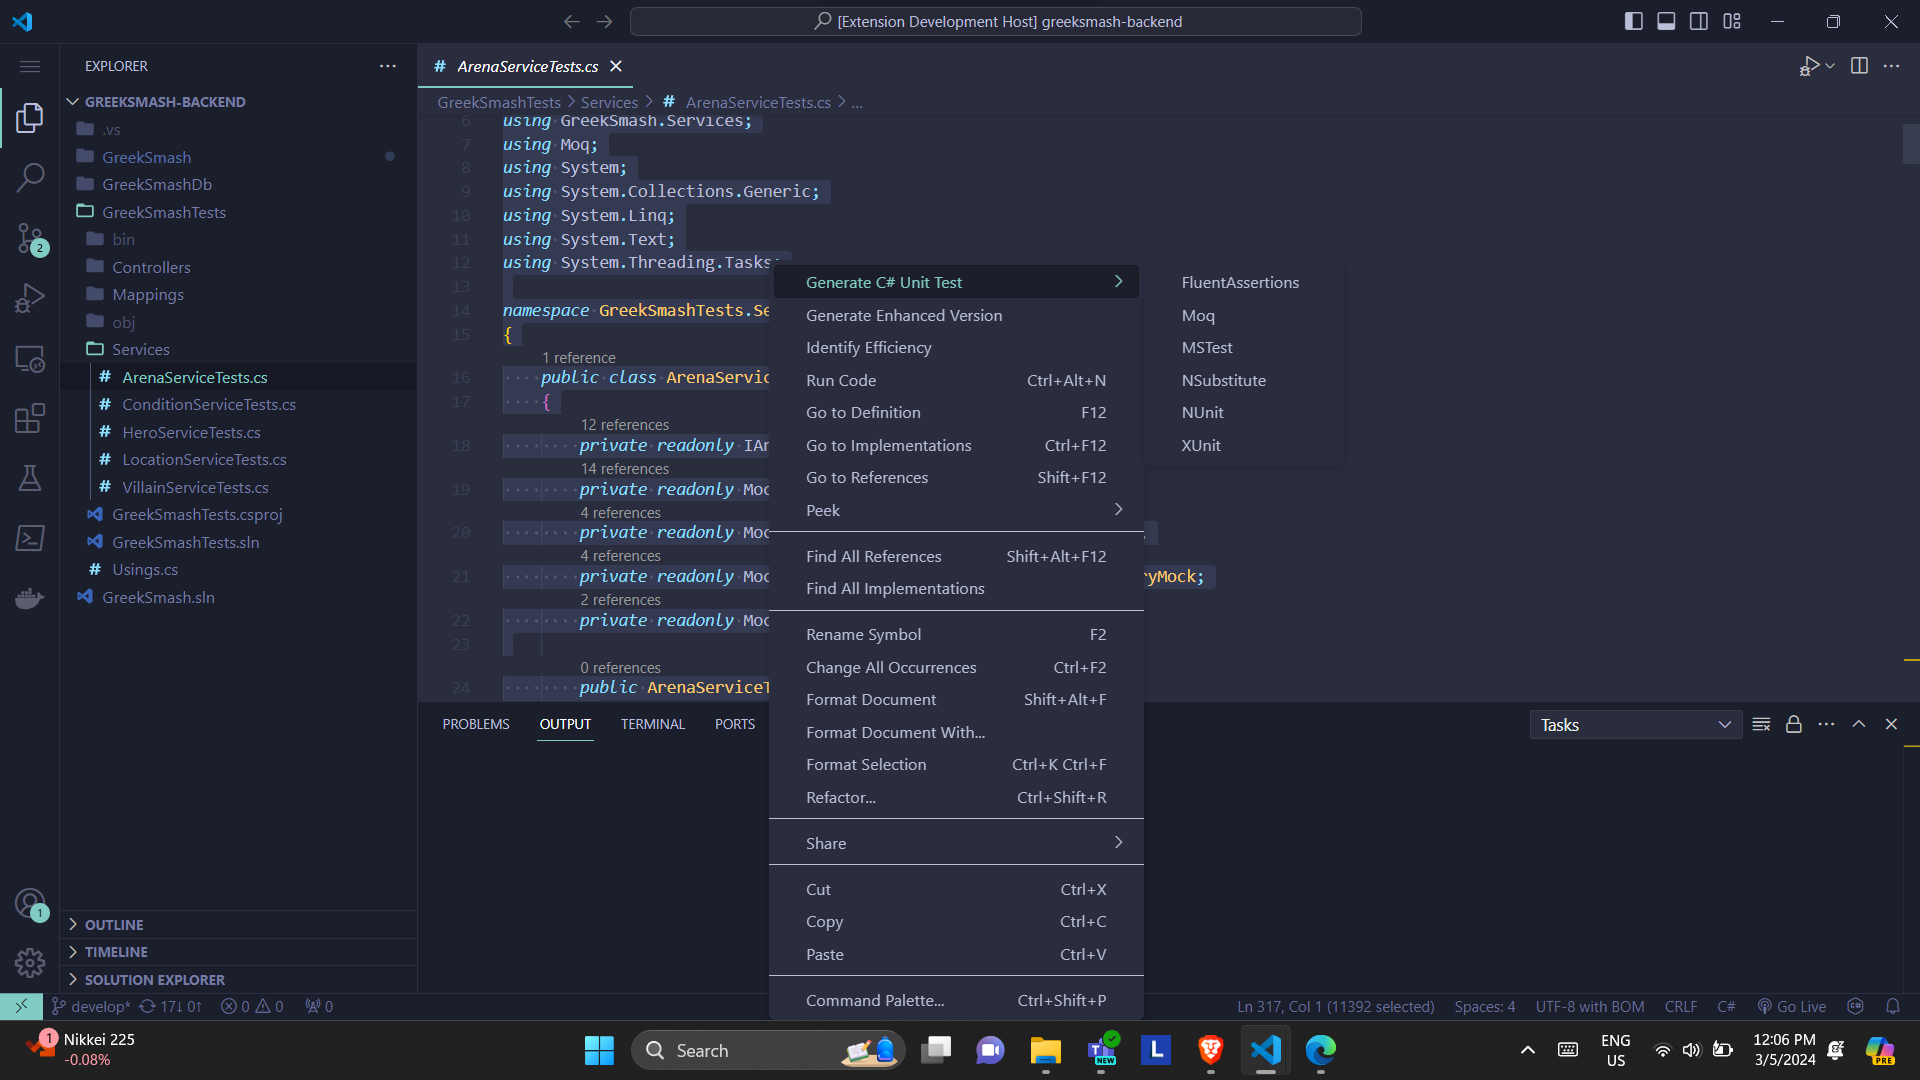 [Extension Development Host] greeksmash-backend
EXPLORER
# ArenaServiceTests.cs
GREEKSMASH-BACKEND
.vs
GreekSmash
GreekSmashDb
GreekSmashTests
bin
Controllers
Mappings
obj
Services
# ArenaServiceTests.cs
# ConditionServiceTests.cs
# HeroServiceTests.cs
# LocationServiceTests.cs
# VillainServiceTests.cs
GreekSmashTests.csproj
GreekSmashTests.sln
# Usings.cs
GreekSmash.sln
OUTLINE
TIMELINE
SOLUTION EXPLORER
2
1
GreekSmashTests > Services > # ArenaServiceTests.cs > ...
6 using GreekSmash.Services;
7 using Moq;
8 using System;
9 using System.Collections.Generic;
10 using System.Linq;
11 using System.Text;
12 using System.Threading.Tasks;
13
14 namespace GreekSmashTests.Se
15 {
1 reference
16 public class ArenaServic
17 {
12 references
18 private readonly IAr
14 references
19 private readonly Moc
4 references
20 private readonly Moc
4 references
21 private readonly Moc yMock;
2 references
22 private readonly Moc
23
0 references
24 public ArenaServiceT
Generate C# Unit Test
Generate Enhanced Version
Identify Efficiency
Run Code Ctrl+Alt+N
Go to Definition F12
Go to Implementations Ctrl+F12
Go to References Shift+F12
Peek
Find All References Shift+Alt+F12
Find All Implementations
Rename Symbol F2
Change All Occurrences Ctrl+F2
Format Document Shift+Alt+F
Format Document With...
Format Selection Ctrl+K Ctrl+F
Refactor... Ctrl+Shift+R
Share
Cut Ctrl+X
Copy Ctrl+C
Paste Ctrl+V
Command Palette... Ctrl+Shift+P
FluentAssertions
Moq
MSTest
NSubstitute
NUnit
XUnit
PROBLEMS OUTPUT TERMINAL PORTS
Tasks
develop* 17↓ 0↑ 0 0 0
Ln 317, Col 1 (11392 selected) Spaces: 4 UTF-8 with BOM CRLF C# Go Live
1
Nikkei 225
-0.08%
Search
NEW
L
ENG
US
12:06 PM
3/5/2024
PRE